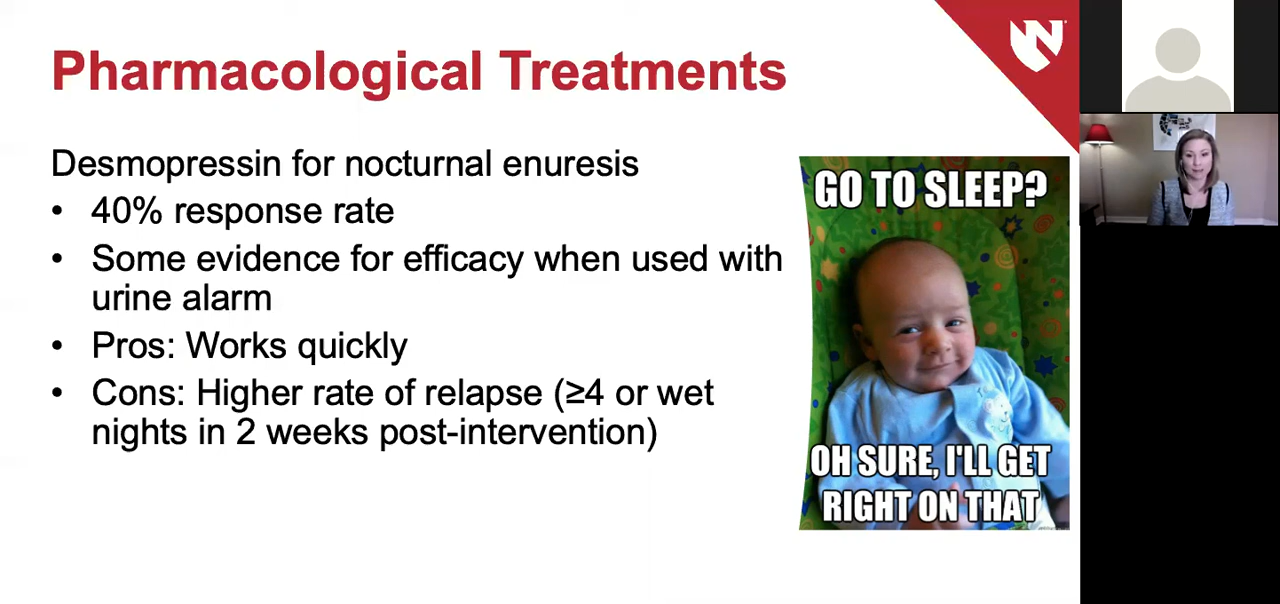 Pharmacological Treatments
Desmopressin for nocturnal enuresis
• 40% response rate
• Some evidence for efficacy when used with
urine alarm
• Pros: Works quickly
• Cons: Higher rate of relapse (≥4 or wet
nights in 2 weeks post-intervention)
GO TO SLEEP?
OH SURE, I'LL GET
RIGHT ON THAT